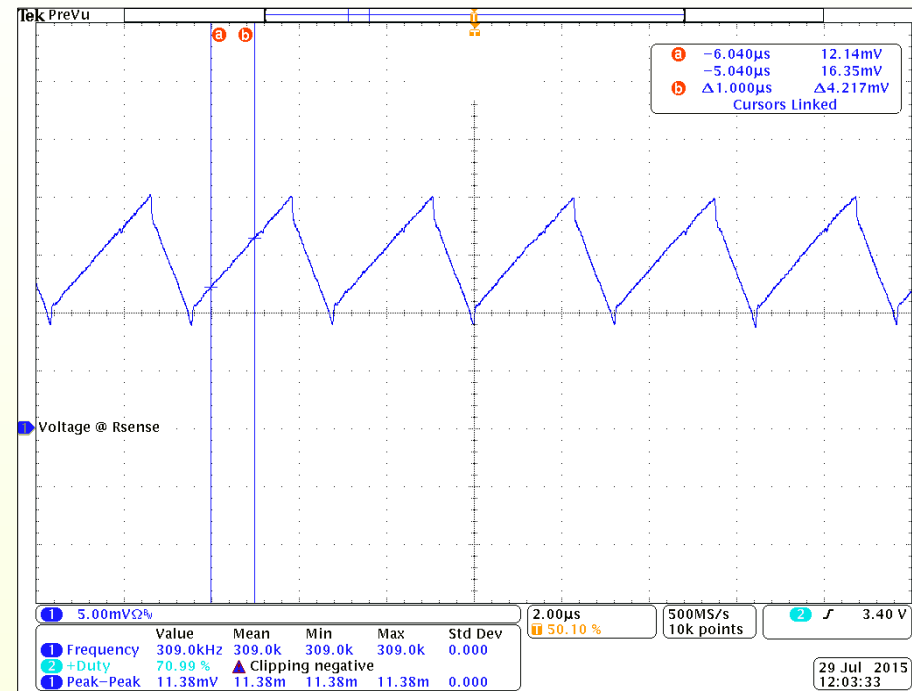 Tek PreVu
T
a b
a −6.040µs 12.14mV
−5.040µs 16.35mV
b Δ1.000µs Δ4.217mV
Cursors Linked
1 Voltage @ Rsense
1 5.00mVΩBW
2.00µs
T 50.10 %
500MS/s
10k points
2 ƒ 3.40 V
Value Mean Min Max Std Dev
1 Frequency 309.0kHz 309.0k 309.0k 309.0k 0.000
2 +Duty 70.99 % Clipping negative
1 Peak−Peak 11.38mV 11.38m 11.38m 11.38m 0.000
29 Jul 2015
12:03:33